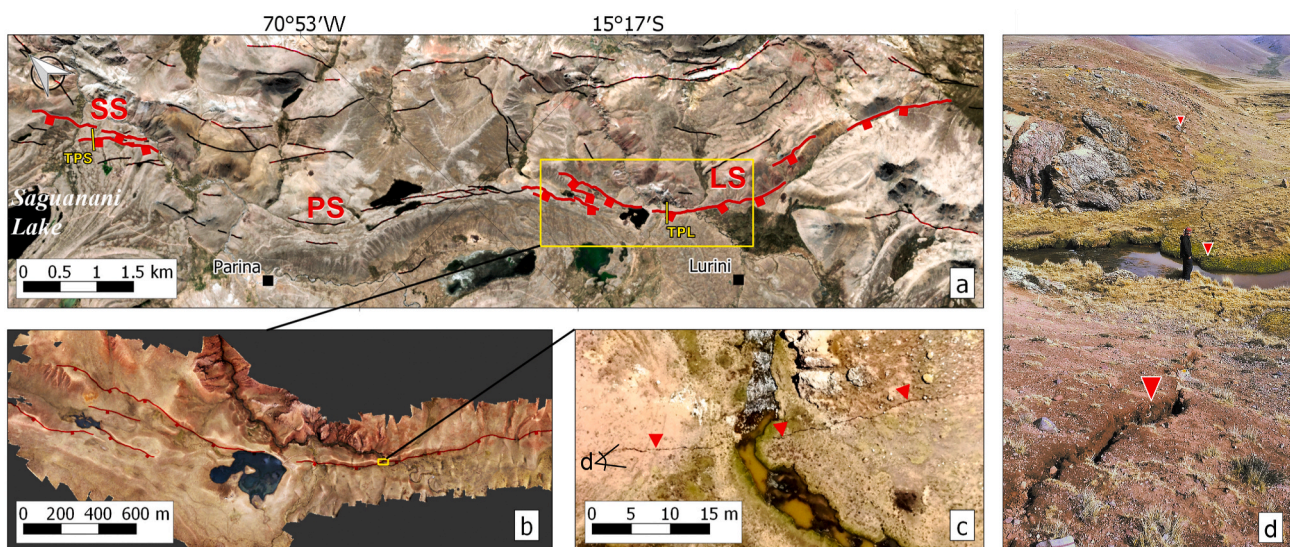 70°53'W 15°17'S
SS
TPS
PS
LS
TPL
Saguanani
Lake
Parina
Lurini
0 0.5 1 1.5 km
a
0 200 400 600 m
b
d
0 5 10 15 m
c
d